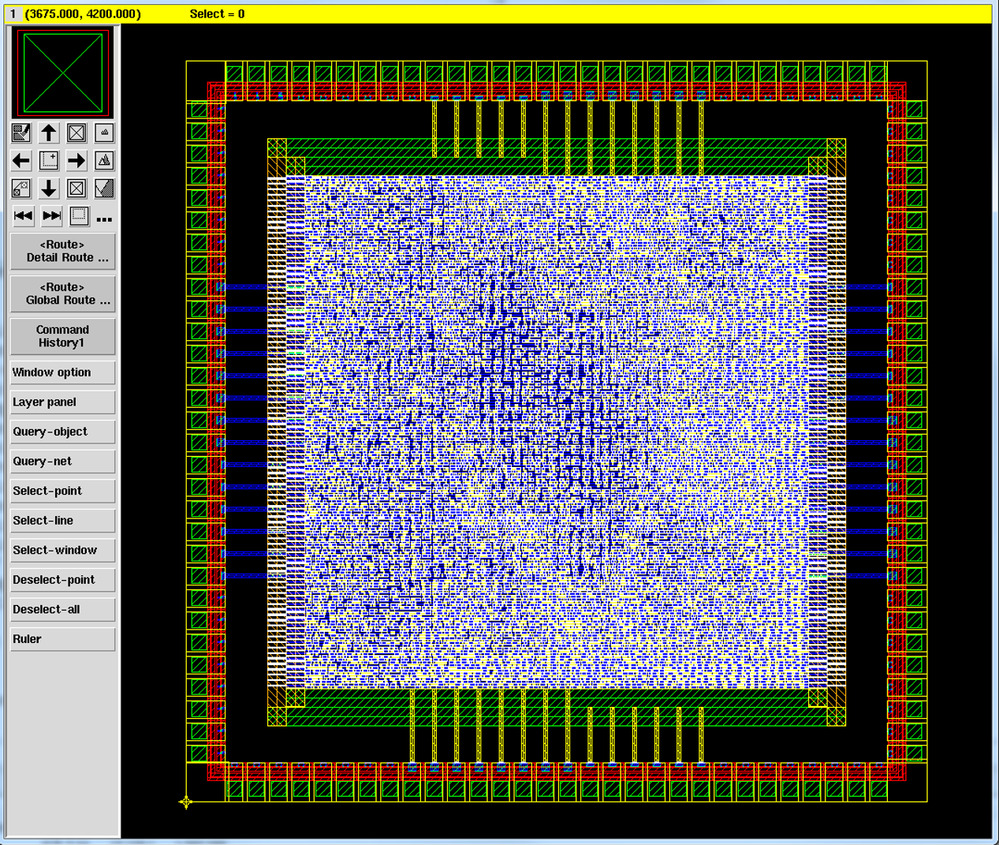 1 (3675.000, 4200.000) Select = 0
<Route>
Detail Route ...
<Route>
Global Route ...
Command
History1
Window option
Layer panel
Query-object
Query-net
Select-point
Select-line
Select-window
Deselect-point
Deselect-all
Ruler